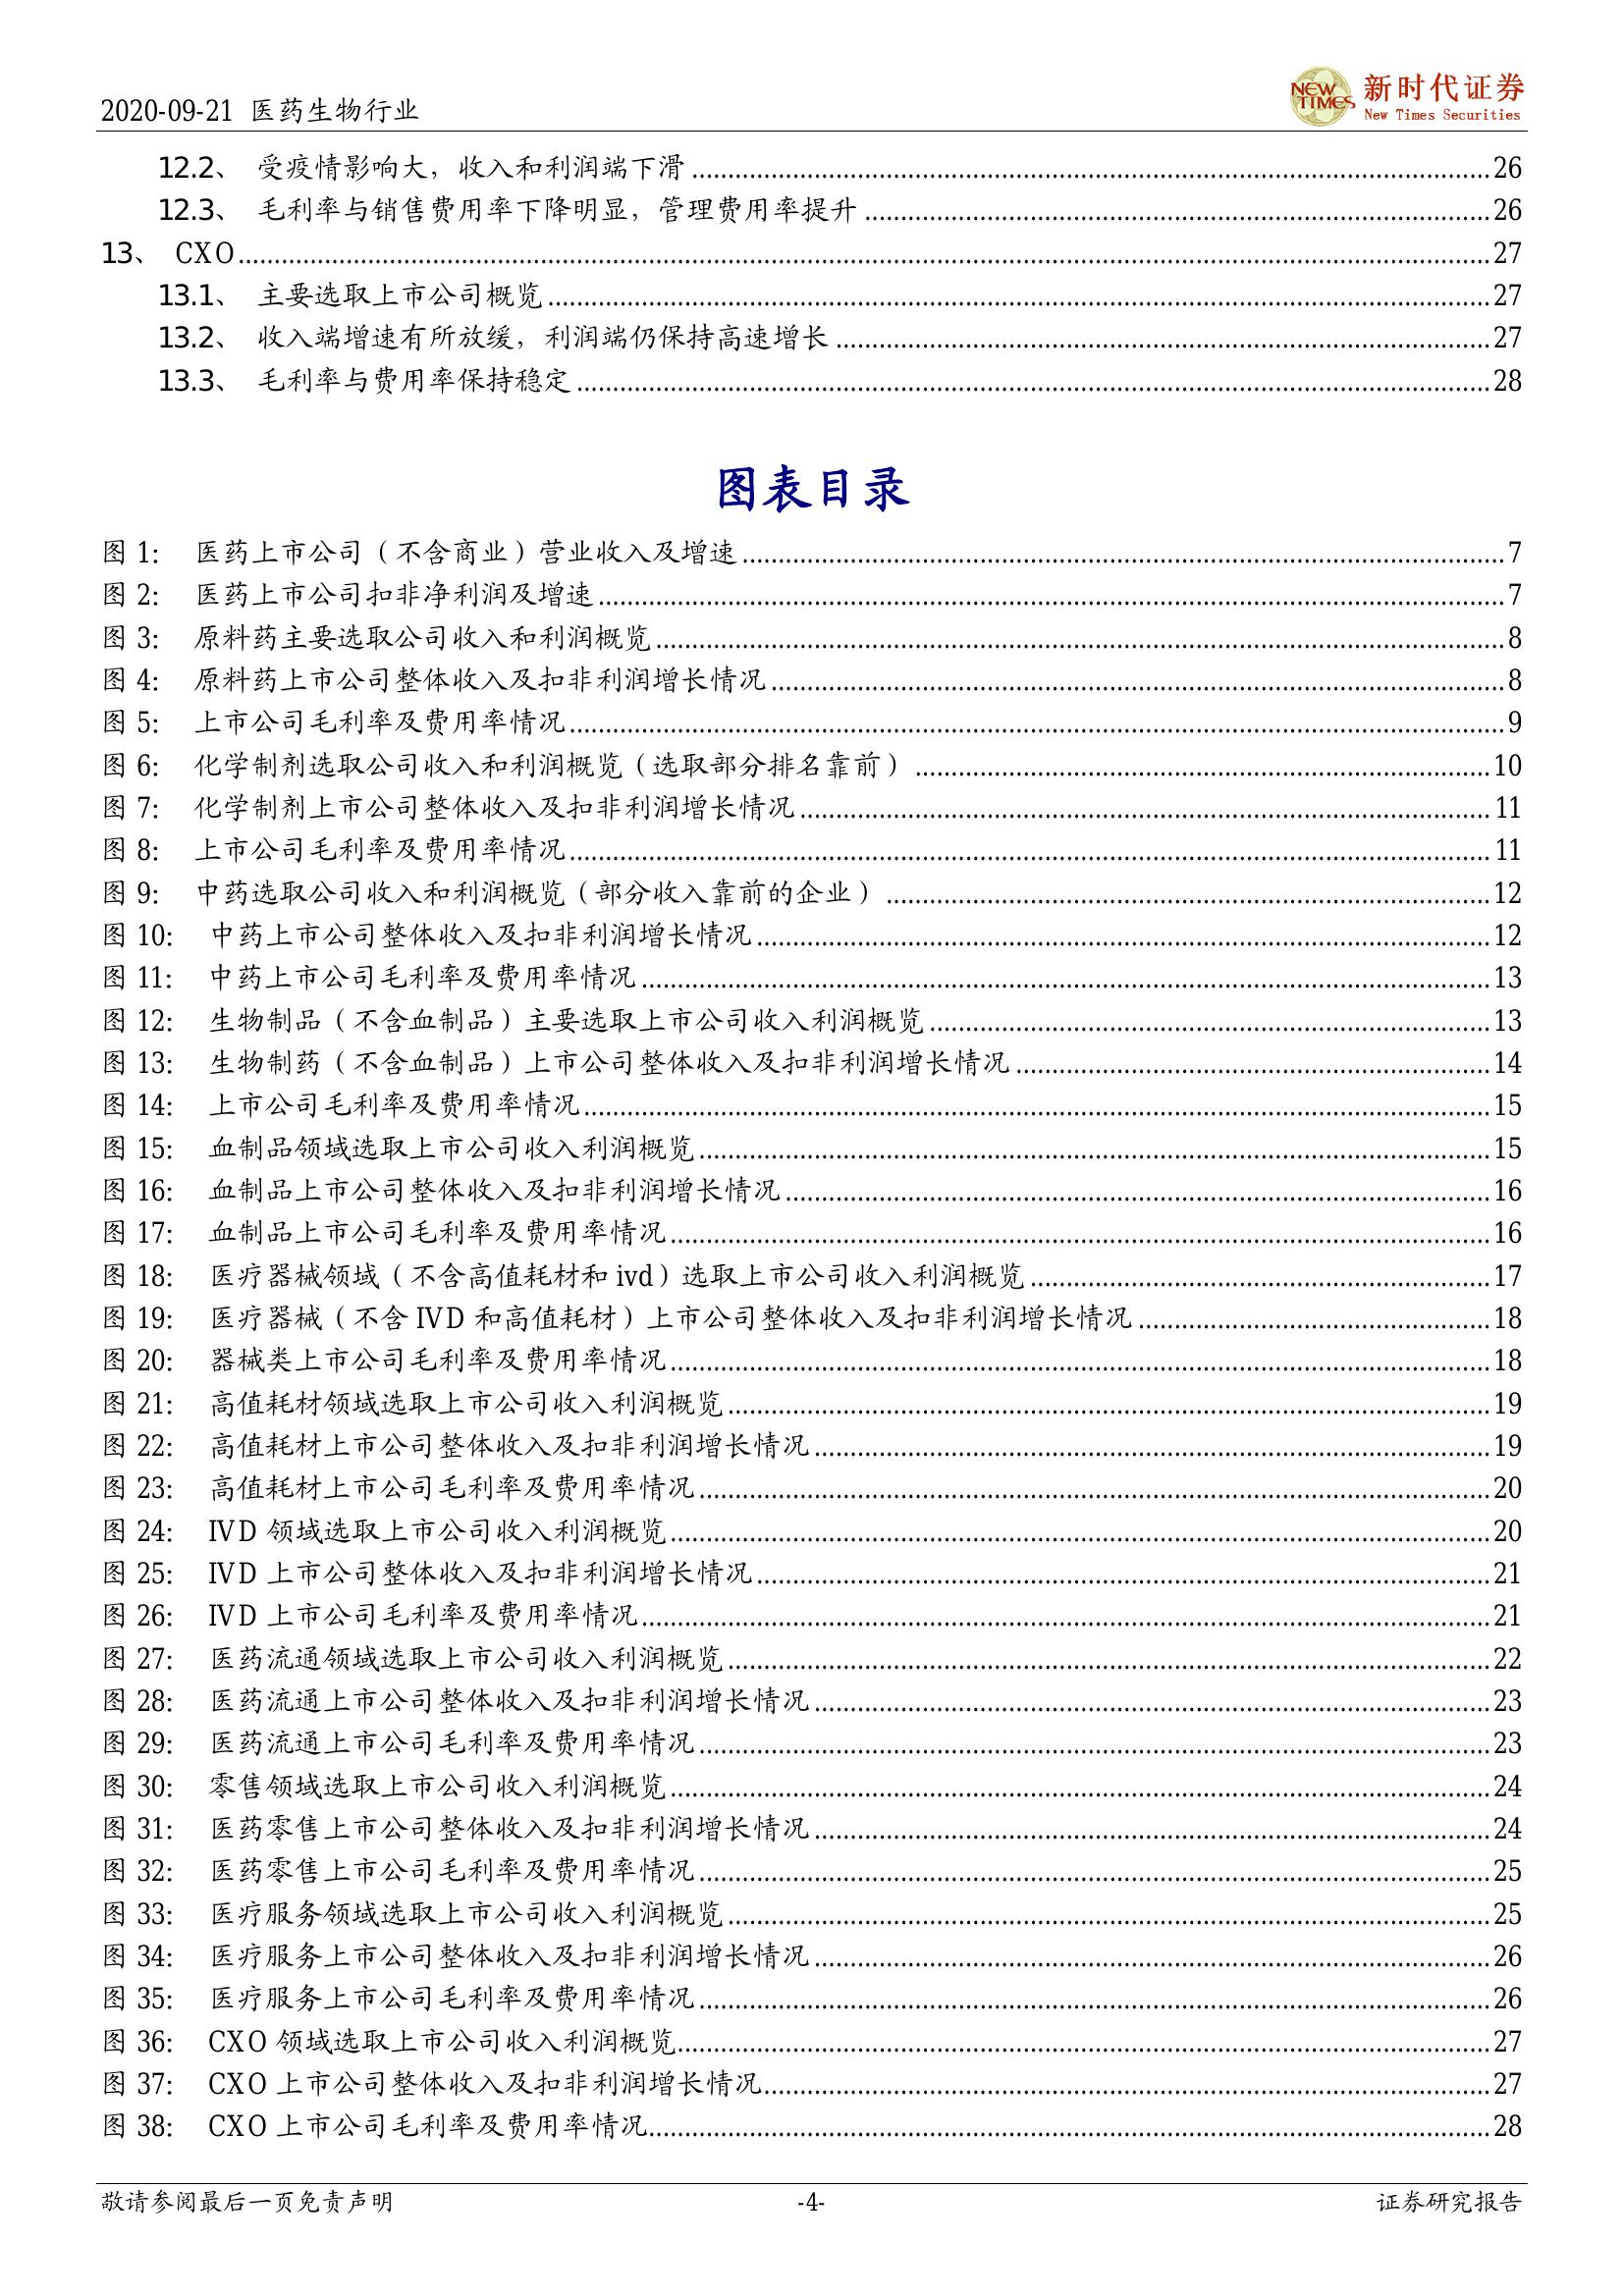 2020-09-21 医药生物行业
NEW TIMES 新时代证券
New Times Securities
12.2、 受疫情影响大，收入和利润端下滑 26
12.3、 毛利率与销售费用率下降明显，管理费用率提升 26
13、 CXO 27
13.1、 主要选取上市公司概览 27
13.2、 收入端增速有所放缓，利润端仍保持高速增长 27
13.3、 毛利率与费用率保持稳定 28
图表目录
图 1: 医药上市公司（不含商业）营业收入及增速 7
图 2: 医药上市公司扣非净利润及增速 7
图 3: 原料药主要选取公司收入和利润概览 8
图 4: 原料药上市公司整体收入及扣非利润增长情况 8
图 5: 上市公司毛利率及费用率情况 9
图 6: 化学制剂选取公司收入和利润概览（选取部分排名靠前） 10
图 7: 化学制剂上市公司整体收入及扣非利润增长情况 11
图 8: 上市公司毛利率及费用率情况 11
图 9: 中药选取公司收入和利润概览（部分收入靠前的企业） 12
图 10: 中药上市公司整体收入及扣非利润增长情况 12
图 11: 中药上市公司毛利率及费用率情况 13
图 12: 生物制品（不含血制品）主要选取上市公司收入利润概览 13
图 13: 生物制药（不含血制品）上市公司整体收入及扣非利润增长情况 14
图 14: 上市公司毛利率及费用率情况 15
图 15: 血制品领域选取上市公司收入利润概览 15
图 16: 血制品上市公司整体收入及扣非利润增长情况 16
图 17: 血制品上市公司毛利率及费用率情况 16
图 18: 医疗器械领域（不含高值耗材和 ivd）选取上市公司收入利润概览 17
图 19: 医疗器械（不含 IVD 和高值耗材）上市公司整体收入及扣非利润增长情况 18
图 20: 器械类上市公司毛利率及费用率情况 18
图 21: 高值耗材领域选取上市公司收入利润概览 19
图 22: 高值耗材上市公司整体收入及扣非利润增长情况 19
图 23: 高值耗材上市公司毛利率及费用率情况 20
图 24: IVD 领域选取上市公司收入利润概览 20
图 25: IVD 上市公司整体收入及扣非利润增长情况 21
图 26: IVD 上市公司毛利率及费用率情况 21
图 27: 医药流通领域选取上市公司收入利润概览 22
图 28: 医药流通上市公司整体收入及扣非利润增长情况 23
图 29: 医药流通上市公司毛利率及费用率情况 23
图 30: 零售领域选取上市公司收入利润概览 24
图 31: 医药零售上市公司整体收入及扣非利润增长情况 24
图 32: 医药零售上市公司毛利率及费用率情况 25
图 33: 医疗服务领域选取上市公司收入利润概览 25
图 34: 医疗服务上市公司整体收入及扣非利润增长情况 26
图 35: 医疗服务上市公司毛利率及费用率情况 26
图 36: CXO 领域选取上市公司收入利润概览 27
图 37: CXO 上市公司整体收入及扣非利润增长情况 27
图 38: CXO 上市公司毛利率及费用率情况 28
敬请参阅最后一页免责声明 -4- 证券研究报告